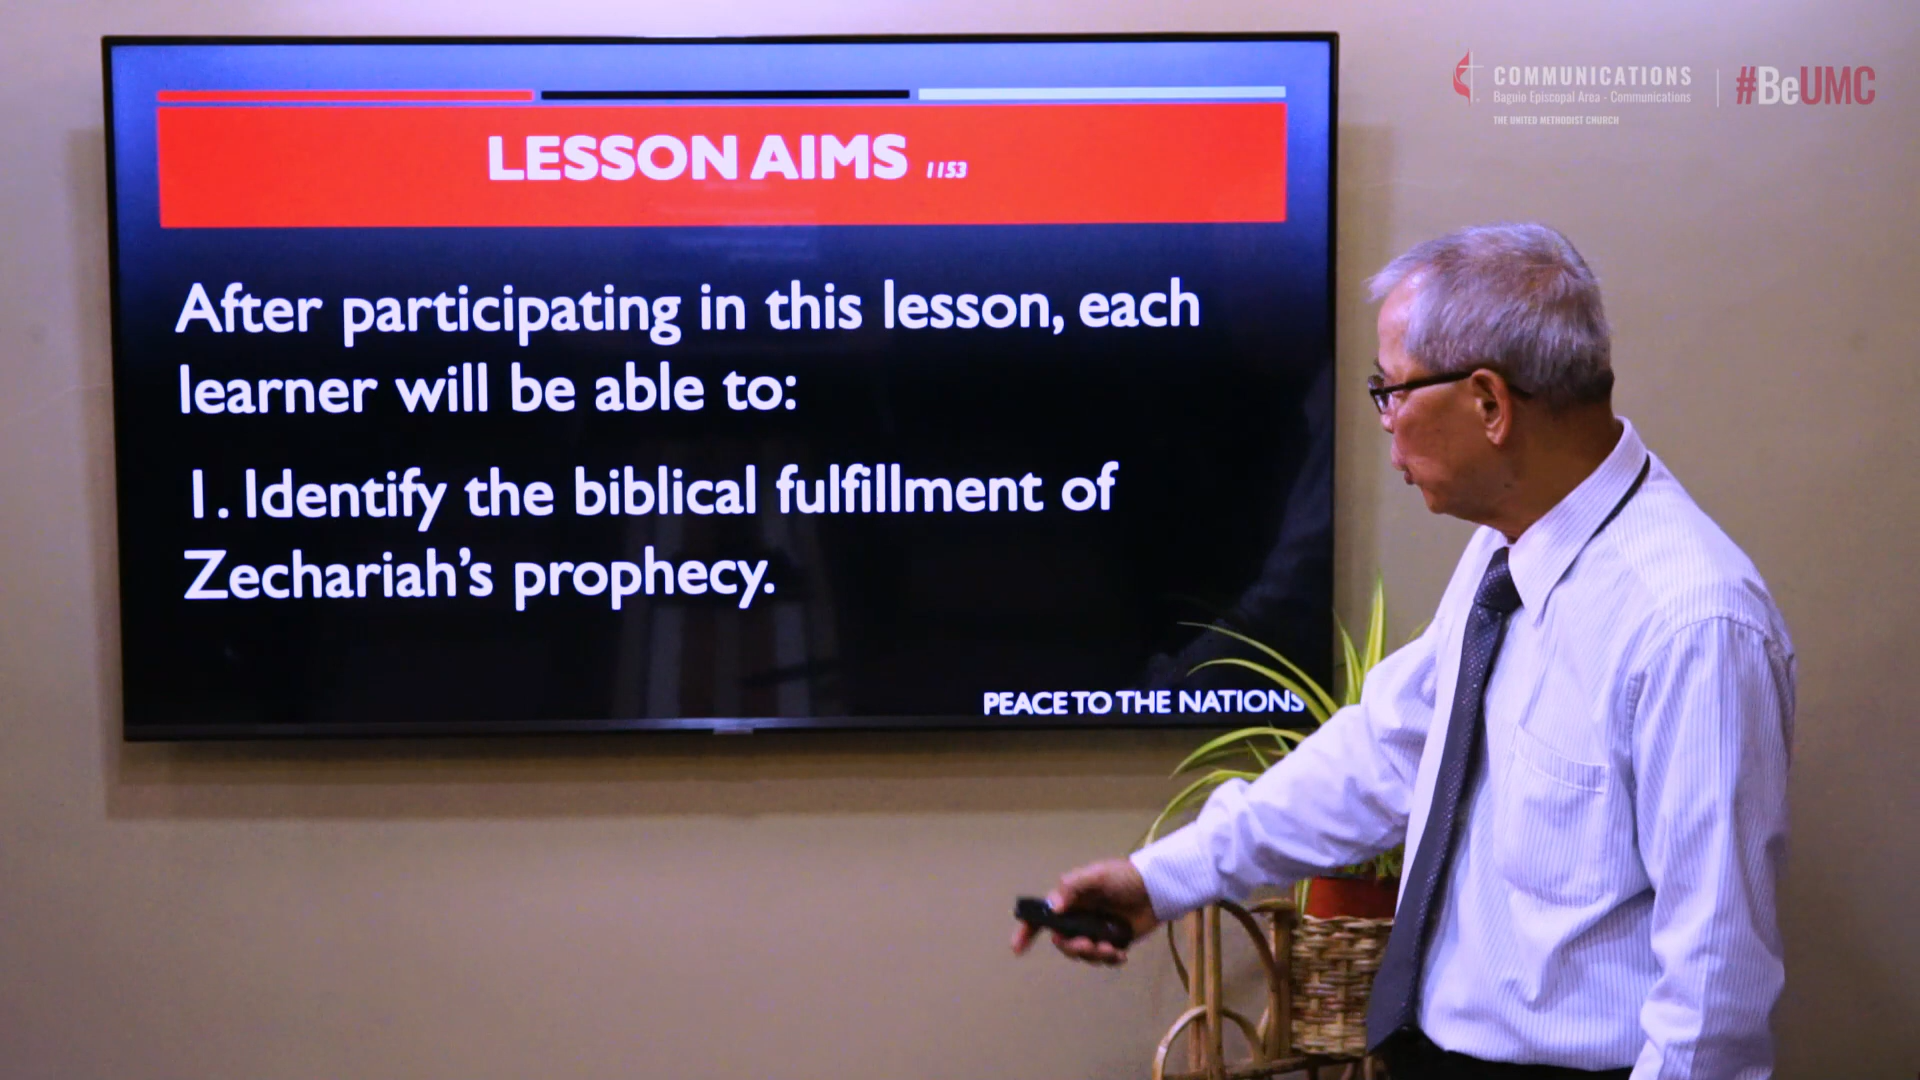 LESSON AIMS 1153
After participating in this lesson, each
learner will be able to:
1. Identify the biblical fulfillment of
Zechariah's prophecy.
PEACE TO THE NATIONS
COMMUNICATIONS
Baguio Episcopal Area - Communications
THE UNITED METHODIST CHURCH
#BeUMC